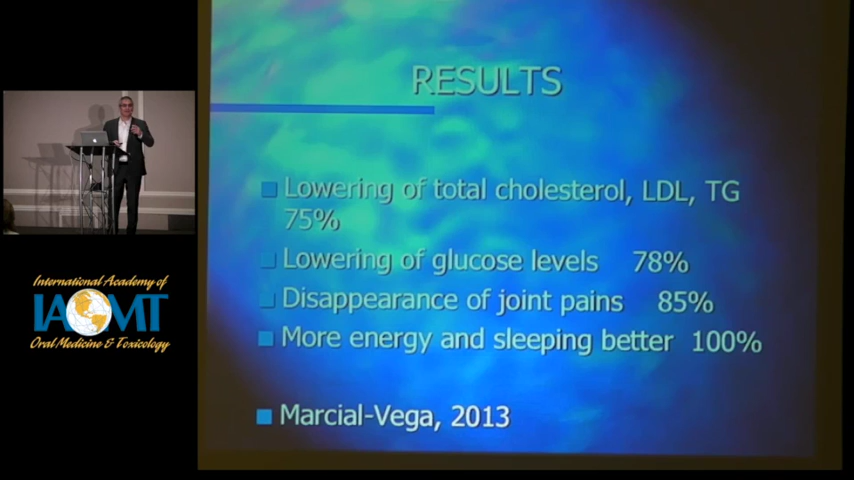 RESULTS
Lowering of total cholesterol, LDL, TG
75%
Lowering of glucose levels 78%
Disappearance of joint pains 85%
More energy and sleeping better 100%
Marcial-Vega, 2013
International Academy of
IAOMT
Oral Medicine & Toxicology